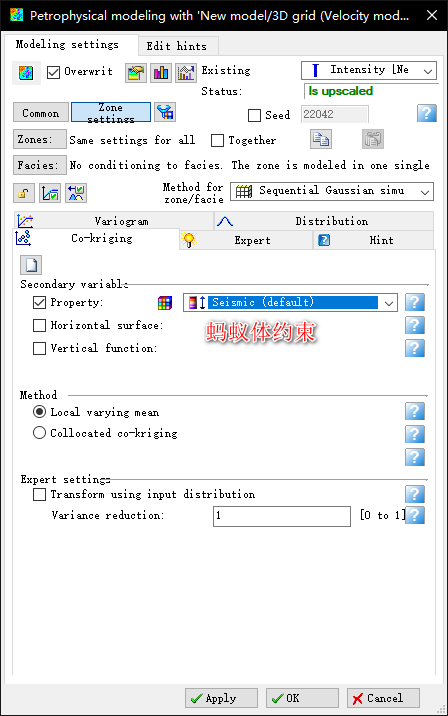 Petrophysical modeling with 'New model/3D grid (Velocity mod...
Modeling settings
Edit hints
Overwrit
Existing
Intensity [Ne
Status:
Is upscaled
Common
Zone settings
Seed
22042
Zones:
Same settings for all
Together
Facies:
No conditioning to facies. The zone is modeled in one single
Method for zone/facie
Sequential Gaussian simu
Variogram
Distribution
Co-kriging
Expert
Hint
Secondary variable
Property:
Seismic (default)
Horizontal surface:
蚂蚁体约束
Vertical function:
Method
Local varying mean
Collocated co-kriging
Expert settings
Transform using input distribution
Variance reduction:
1
[0 to 1]
Apply
OK
Cancel